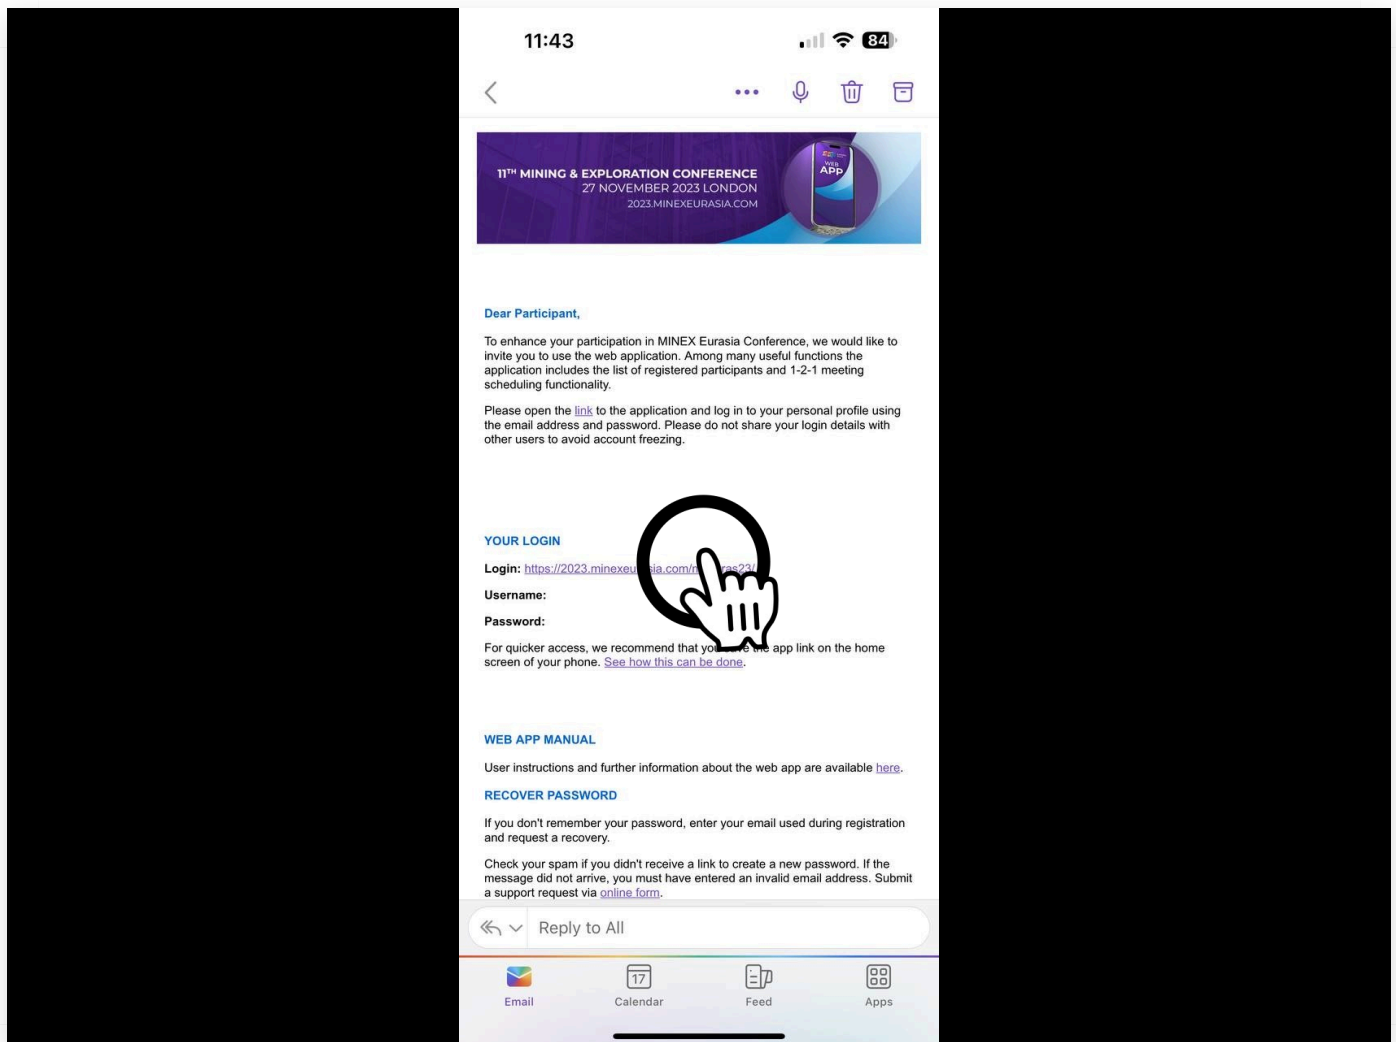 11:43
84
11TH MINING & EXPLORATION CONFERENCE
27 NOVEMBER 2023 LONDON
2023.MINEXEURASIA.COM
WEB
APP
Dear Participant,
To enhance your participation in MINEX Eurasia Conference, we would like to
invite you to use the web application. Among many useful functions the
application includes the list of registered participants and 1-2-1 meeting
scheduling functionality.
Please open the link to the application and log in to your personal profile using
the email address and password. Please do not share your login details with
other users to avoid account freezing.
YOUR LOGIN
Login: https://2023.minexeu sia.com/ ras23/
Username:
Password:
For quicker access, we recommend that you the app link on the home
screen of your phone. See how this can be done.
WEB APP MANUAL
User instructions and further information about the web app are available here.
RECOVER PASSWORD
If you don't remember your password, enter your email used during registration
and request a recovery.
Check your spam if you didn't receive a link to create a new password. If the
message did not arrive, you must have entered an invalid email address. Submit
a support request via online form.
Reply to All
17
Email
Calendar
Feed
Apps